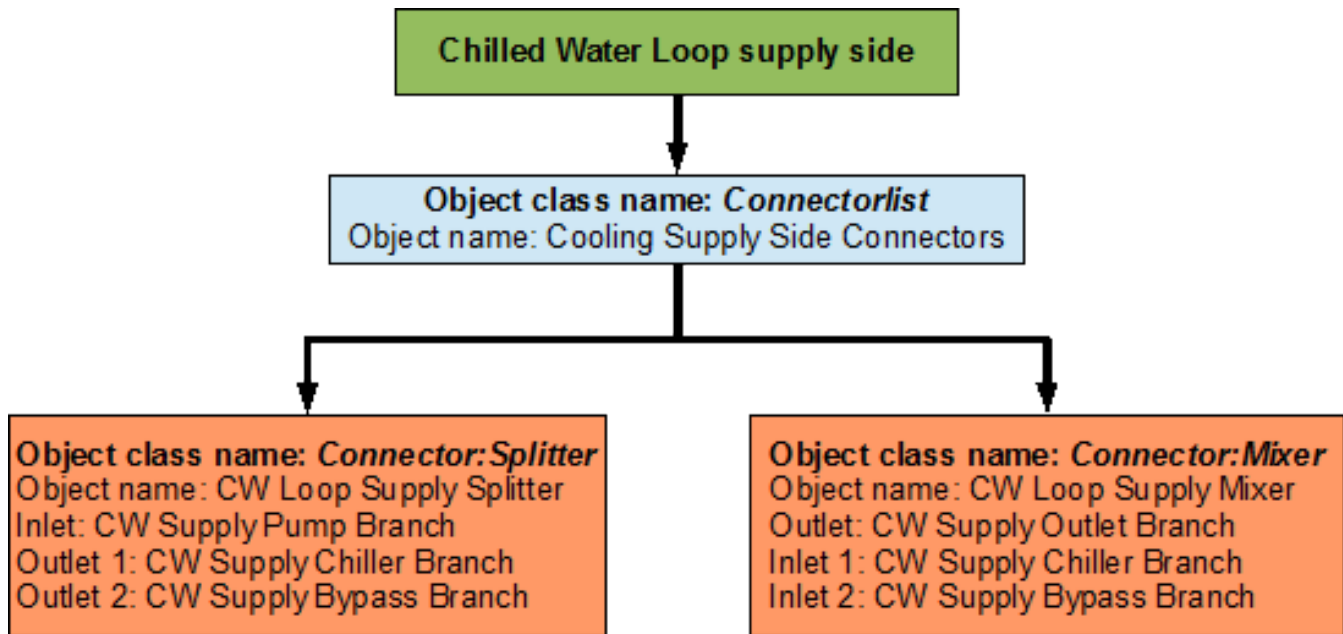 Chilled Water Loop supply side
Object class name: Connectorlist
Object name: Cooling Supply Side Connectors
Object class name: Connector:Splitter
Object name: CW Loop Supply Splitter
Inlet: CW Supply Pump Branch
Outlet 1: CW Supply Chiller Branch
Outlet 2: CW Supply Bypass Branch
Object class name: Connector:Mixer
Object name: CW Loop Supply Mixer
Outlet: CW Supply Outlet Branch
Inlet 1: CW Supply Chiller Branch
Inlet 2: CW Supply Bypass Branch